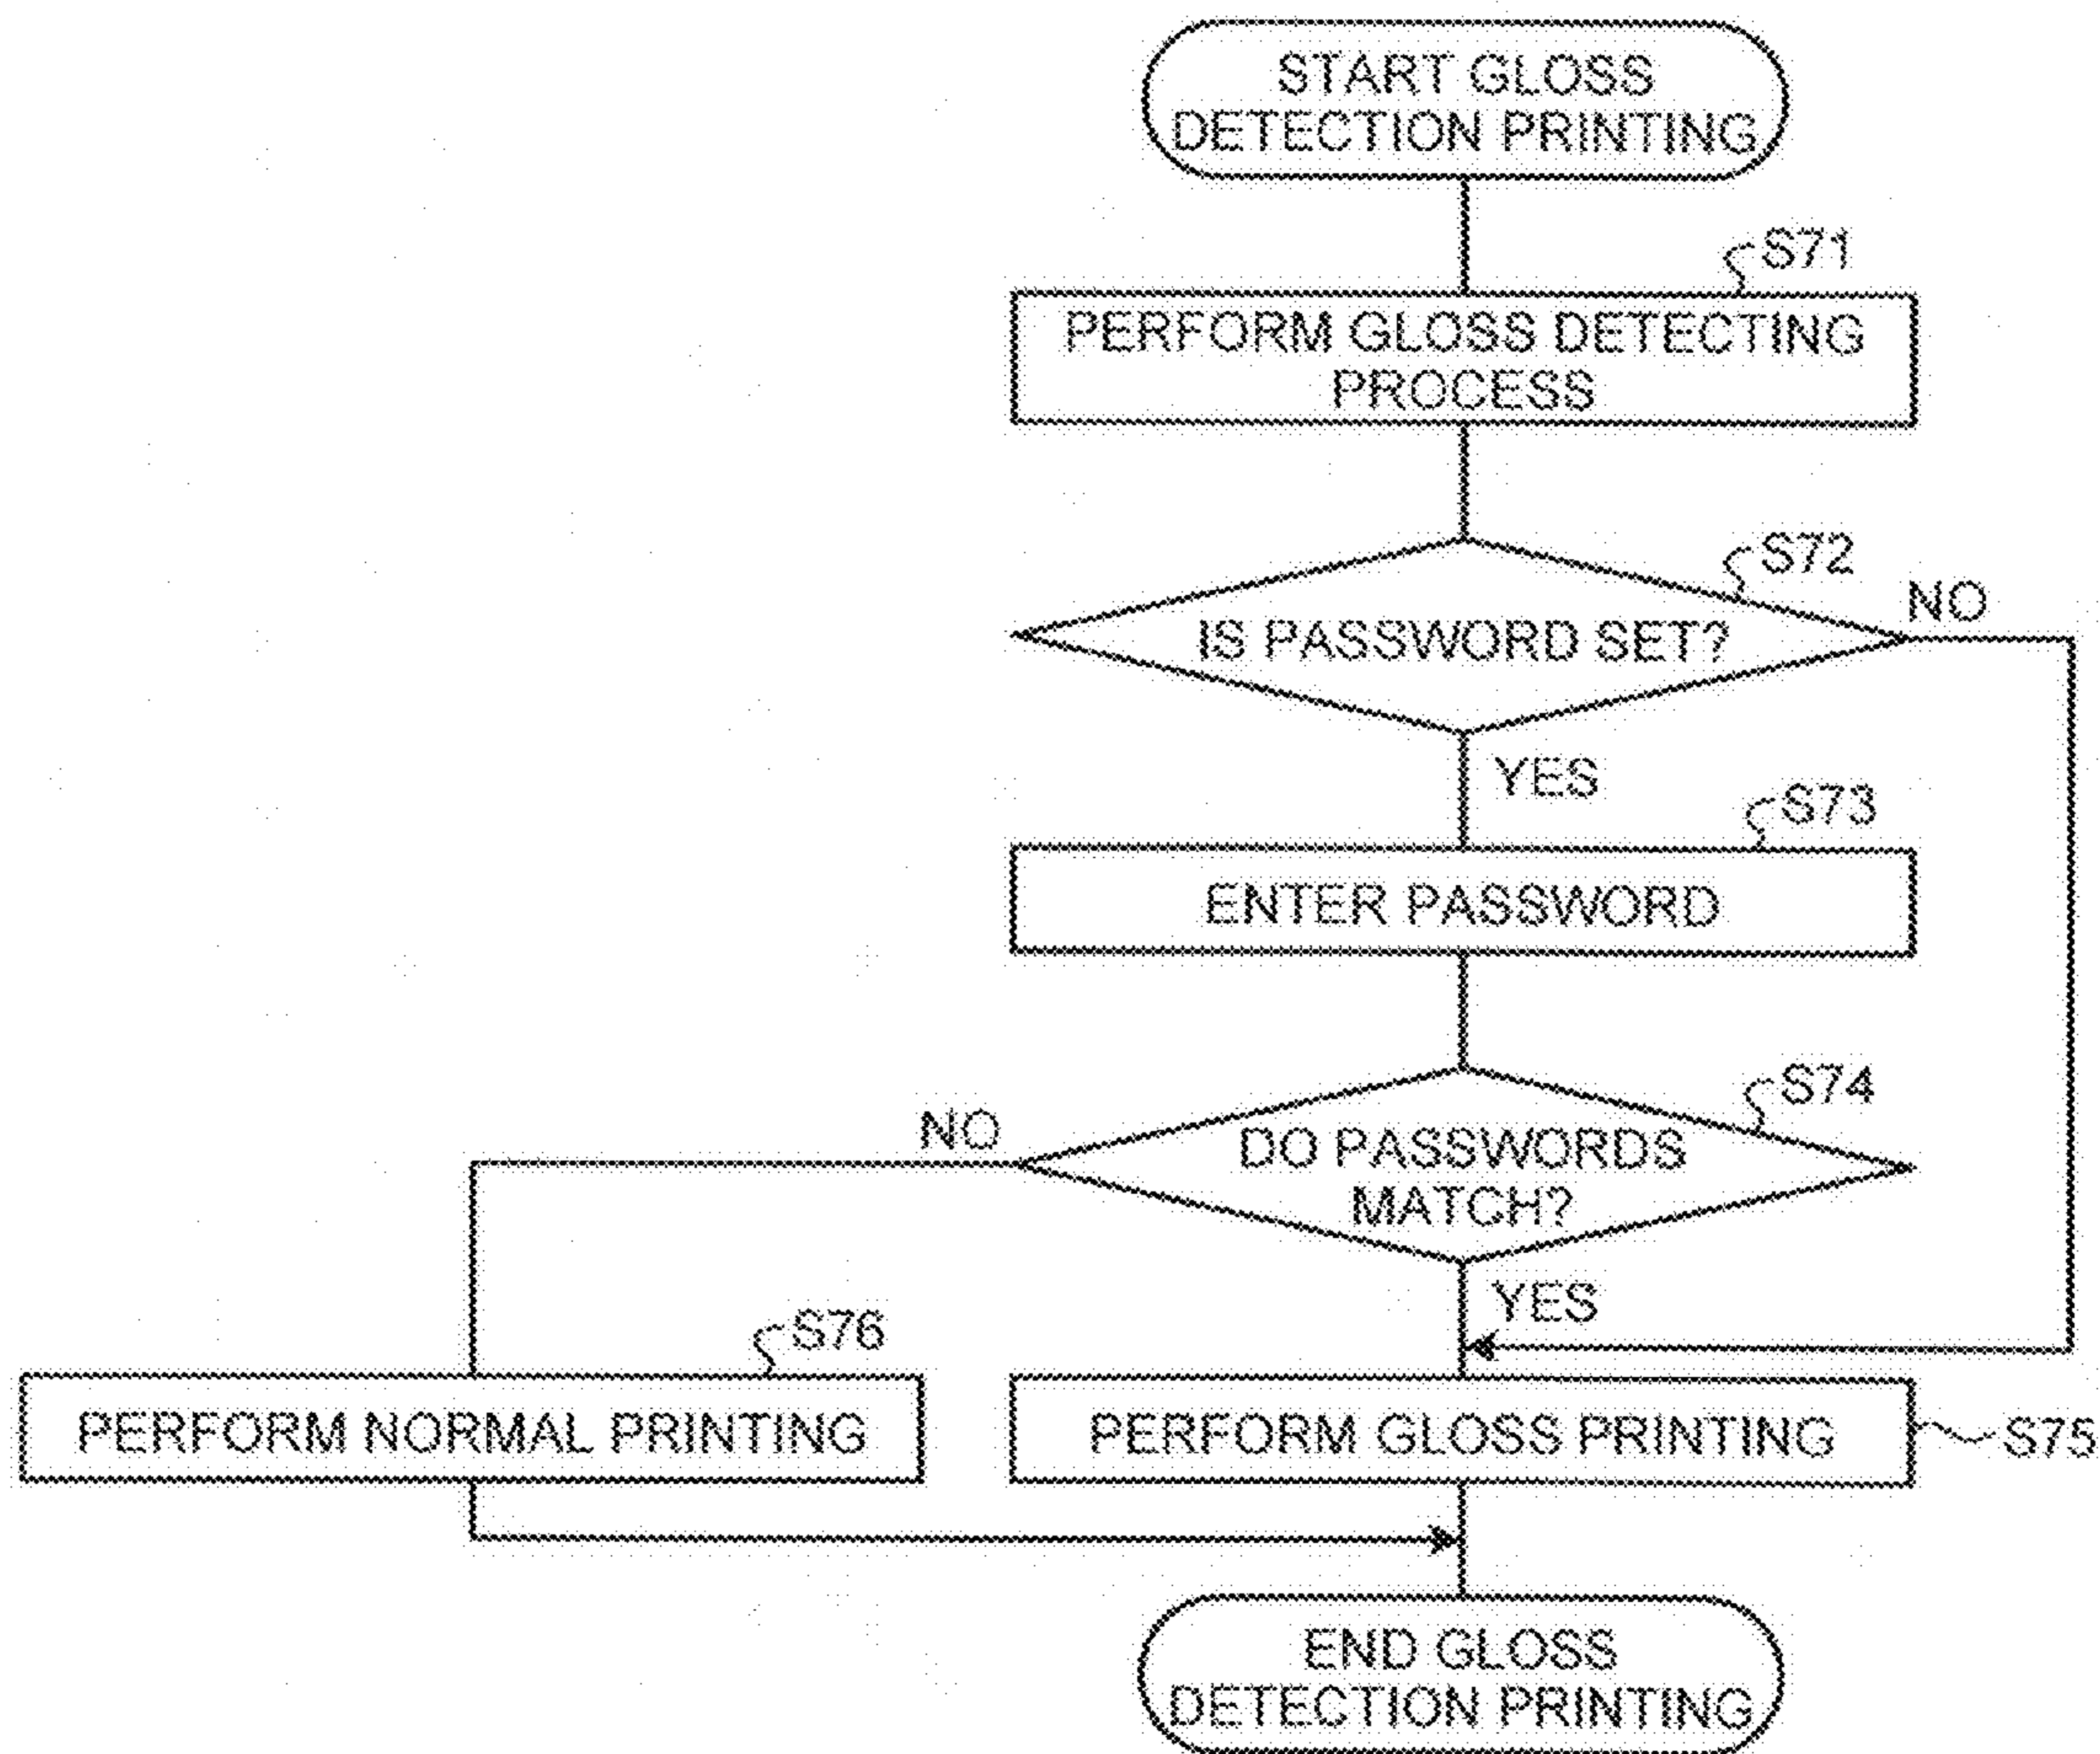 START GLOSS
DETECTION PRINTING
S71
PERFORM GLOSS DETECTING
PROCESS
S72
NO
IS PASSWORD SET?
YES
S73
ENTER PASSWORD
S74
NO
DO PASSWORDS
MATCH?
YES
S76
PERFORM NORMAL PRINTING
PERFORM GLOSS PRINTING
S75
END GLOSS
DETECTION PRINTING